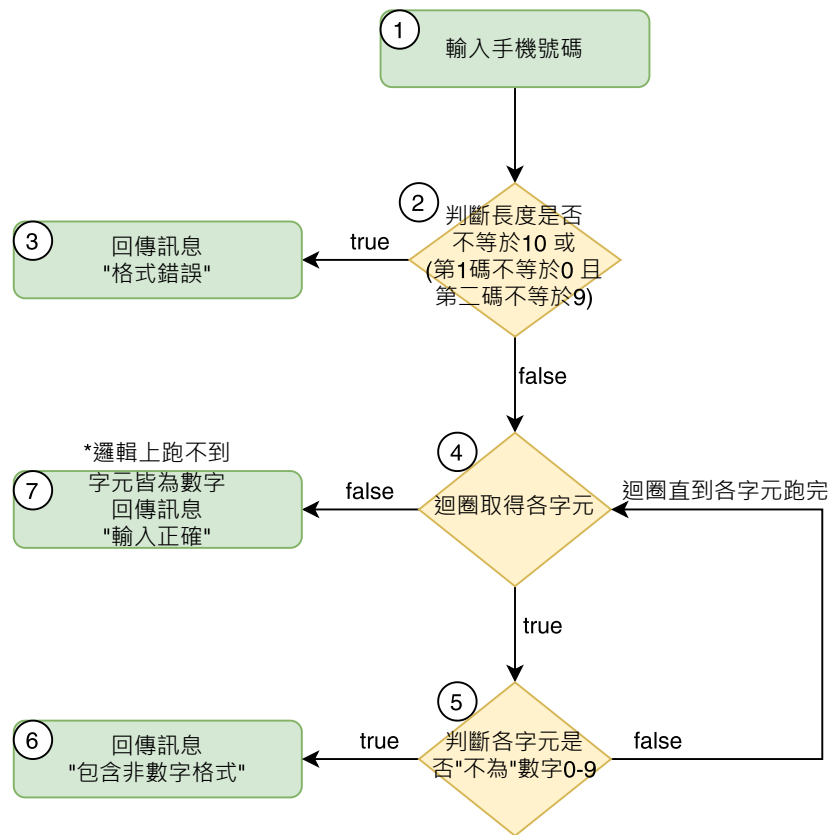 1
輸入手機號碼
2
判斷長度是否
不等於10 或
(第1碼不等於0 且
第二碼不等於9)
true
3
回傳訊息
"格式錯誤"
false
4
迴圈取得各字元
迴圈直到各字元跑完
false
*邏輯上跑不到
7
字元皆為數字
回傳訊息
"輸入正確"
true
5
判斷各字元是
否"不為"數字0-9
true
false
6
回傳訊息
"包含非數字格式"